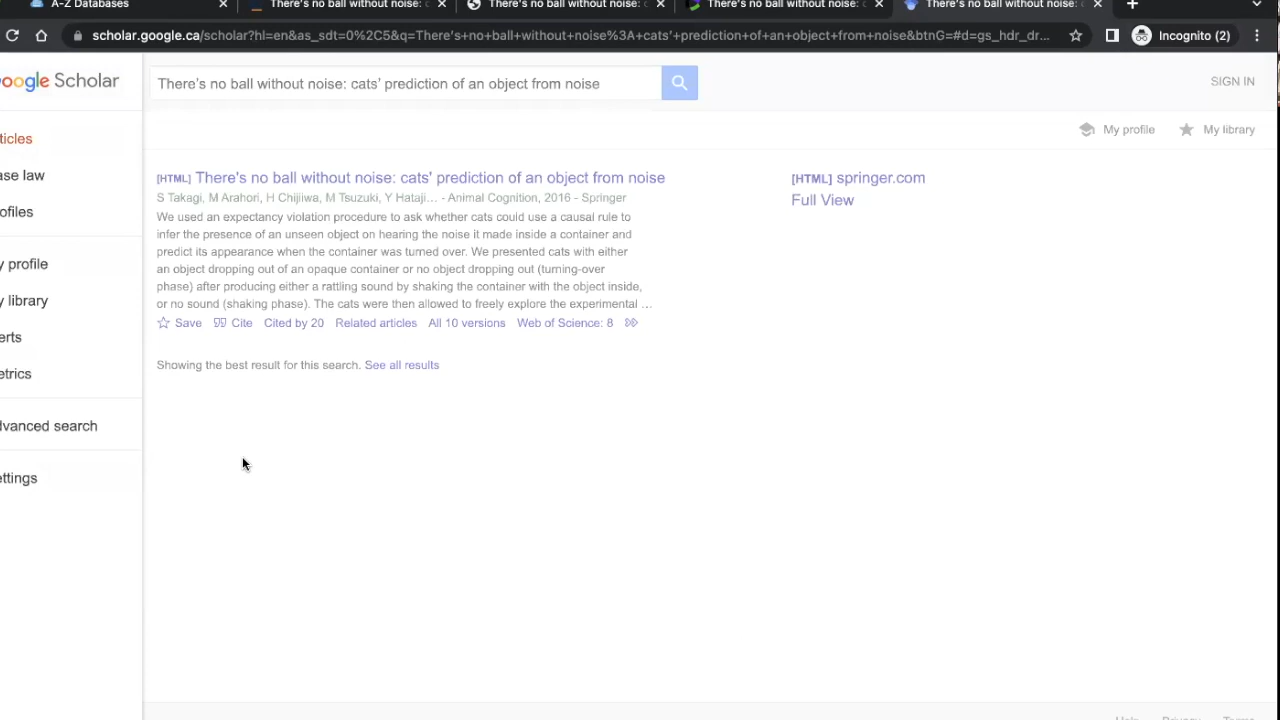 A-Z Databases
There's no ball without noise: c
There's no ball without noise: c
There's no ball without noise: c
There's no ball without noise: c
scholar.google.ca/scholar?hl=en&as_sdt=0%2C5&q=There's+no+ball+without+noise%3A+cats'+prediction+of+an+object+from+noise&btnG=#d=gs_hdr_dr...
Incognito (2)
oogle Scholar
There's no ball without noise: cats' prediction of an object from noise
SIGN IN
My profile
My library
ticles
ase law
ofiles
y profile
y library
erts
etrics
dvanced search
ettings
[HTML] There's no ball without noise: cats' prediction of an object from noise
S Takagi, M Arahori, H Chijiiwa, M Tsuzuki, Y Hataji… - Animal Cognition, 2016 - Springer
We used an expectancy violation procedure to ask whether cats could use a causal rule to
infer the presence of an unseen object on hearing the noise it made inside a container and
predict its appearance when the container was turned over. We presented cats with either
an object dropping out of an opaque container or no object dropping out (turning-over
phase) after producing either a rattling sound by shaking the container with the object inside,
or no sound (shaking phase). The cats were then allowed to freely explore the experimental …
Save Cite Cited by 20 Related articles All 10 versions Web of Science: 8
[HTML] springer.com
Full View
Showing the best result for this search. See all results
Help Privacy Terms